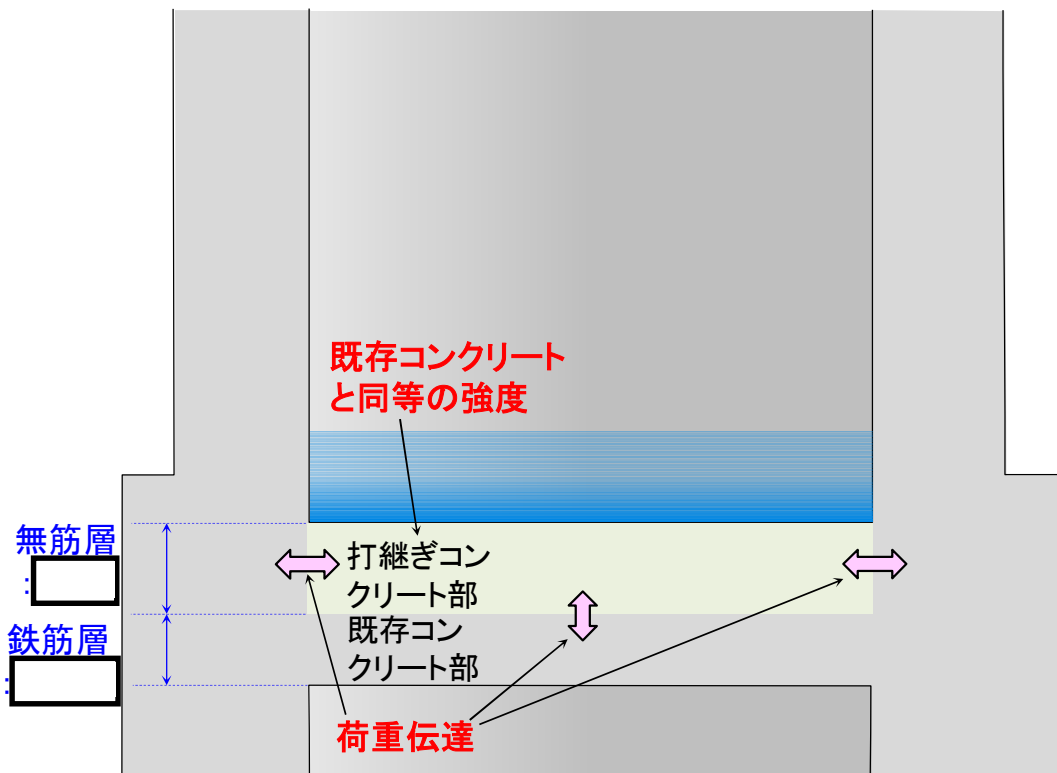 既存コンクリート
と同等の強度
無筋層
:
打継ぎコン
クリート部
鉄筋層
:
既存コン
クリート部
荷重伝達